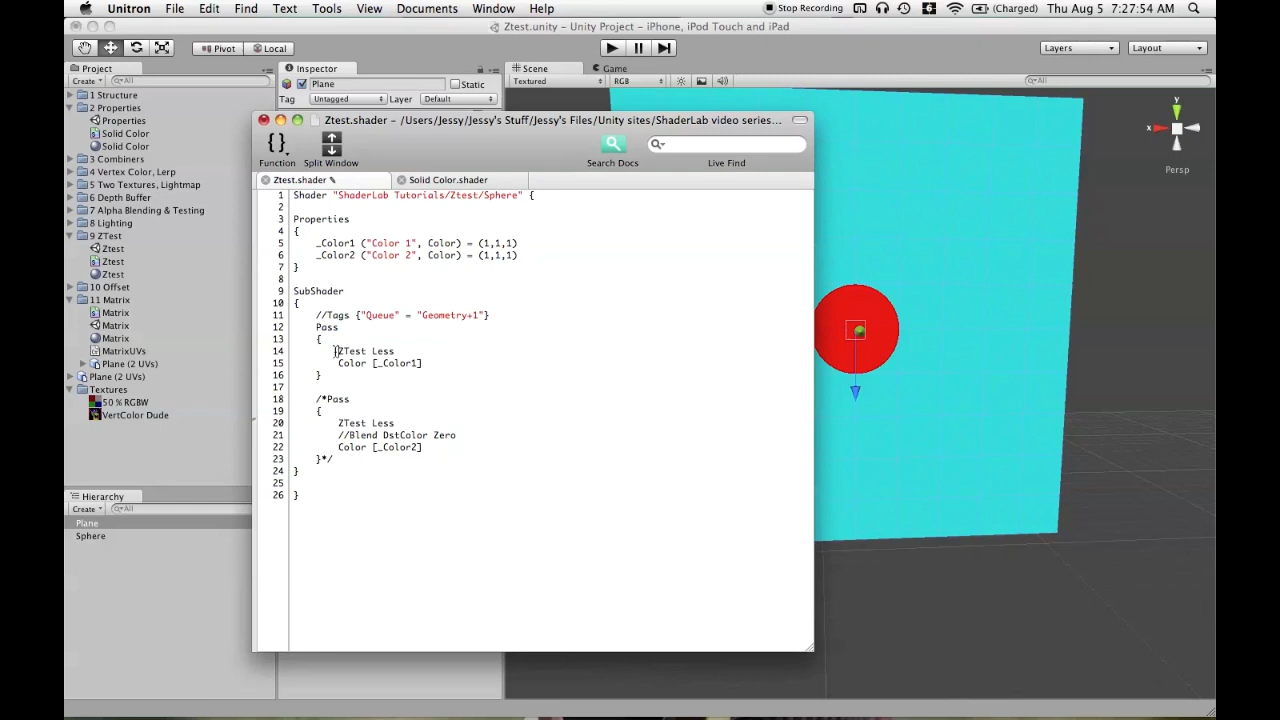 Unitron File Edit Find Text Tools View Documents Window Help Stop Recording (Charged) Thu Aug 5 7:27:54 AM
Ztest.unity - Unity Project - iPhone, iPod Touch and iPad
Pivot Local Layers Layout
Project Inspector Scene Game
Create All Plane Static Textured RGB All
1 Structure Tag Untagged Layer Default
2 Properties
Properties
Solid Color
Solid Color
3 Combiners
4 Vertex Color, Lerp
5 Two Textures, Lightmap
6 Depth Buffer
7 Alpha Blending & Testing
8 Lighting
9 ZTest
Ztest
Ztest
Ztest
10 Offset
11 Matrix
Matrix
Matrix
Matrix
MatrixUVs
Plane (2 UVs)
Plane (2 UVs)
Textures
50 % RGBW
VertColor Dude
Hierarchy
Create All
Plane
Sphere
Ztest.shader - /Users/Jessy/Jessy's Stuff/Jessy's Files/Unity sites/ShaderLab video series...
{}
Function Split Window Search Docs Live Find
Ztest.shader Solid Color.shader
1 Shader "ShaderLab Tutorials/Ztest/Sphere" {
2
3 Properties
4 {
5 _Color1 ("Color 1", Color) = (1,1,1)
6 _Color2 ("Color 2", Color) = (1,1,1)
7 }
8
9 SubShader
10 {
11 //Tags {"Queue" = "Geometry+1"}
12 Pass
13 {
14 ZTest Less
15 Color [_Color1]
16 }
17
18 /*Pass
19 {
20 ZTest Less
21 //Blend DstColor Zero
22 Color [_Color2]
23 }*/
24 }
25
26 }
y
x
Persp